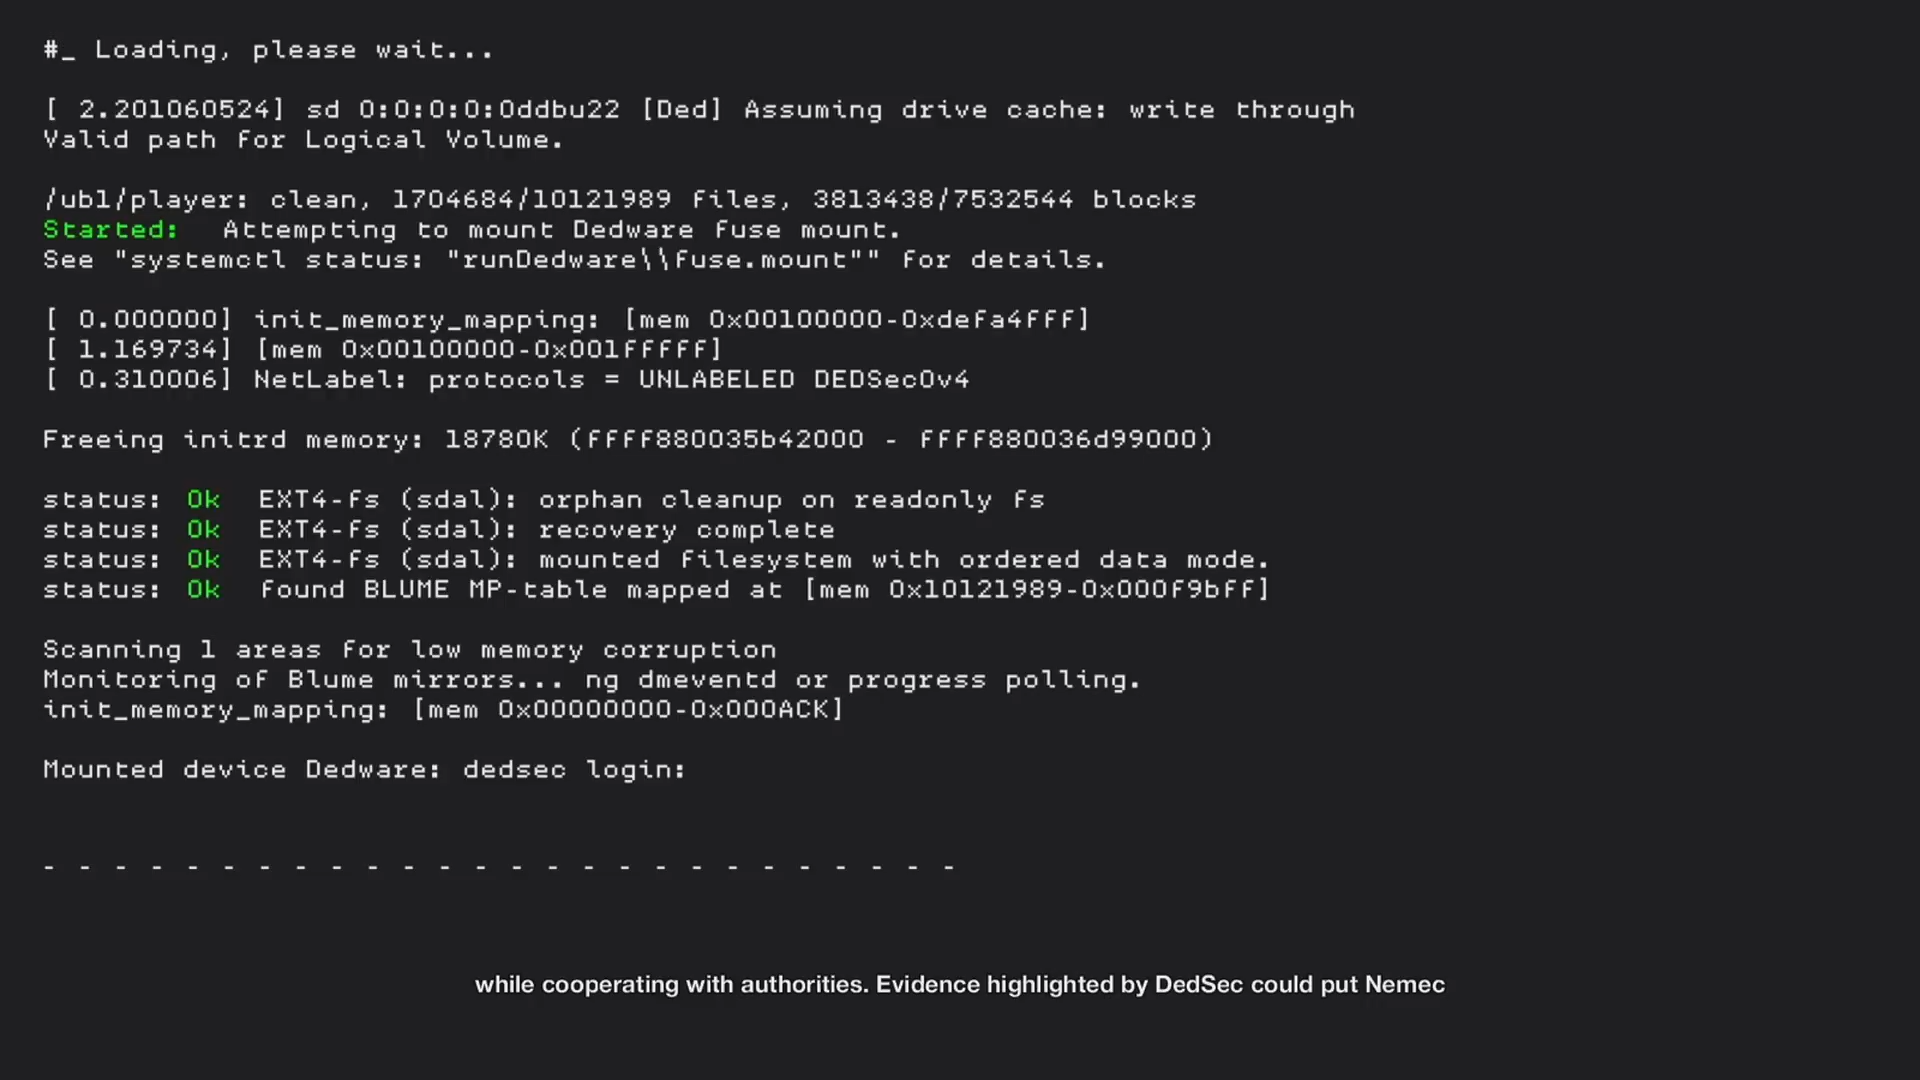 #_ Loading, please wait...
[ 2.201060524] sd 0:0:0:0:0ddbu22 [Ded] Assuming drive cache: write through
Valid path for Logical Volume.
/ubl/player: clean, 1704684/10121989 files, 3813438/7532544 blocks
Started: Attempting to mount Dedware fuse mount.
See "systemctl status: "runDedware\\fuse.mount"" for details.
[ 0.000000] init_memory_mapping: [mem 0x00100000-0xdefa4fff]
[ 1.169734] [mem 0x00100000-0x001fffff]
[ 0.310006] NetLabel: protocols = UNLABELED DEDSec0v4
Freeing initrd memory: 18780K (ffff880035b42000 - ffff880036d99000)
status: Ok EXT4-fs (sdal): orphan cleanup on readonly fs
status: Ok EXT4-fs (sdal): recovery complete
status: Ok EXT4-fs (sdal): mounted filesystem with ordered data mode.
status: Ok found BLUME MP-table mapped at [mem 0x10121989-0x000f9bff]
Scanning 1 areas for low memory corruption
Monitoring of Blume mirrors... ng dmeventd or progress polling.
init_memory_mapping: [mem 0x00000000-0x000ACK]
Mounted device Dedware: dedsec login:
- - - - - - - - - - - - - - - - - - - - - - - - - -
while cooperating with authorities. Evidence highlighted by DedSec could put Nemec